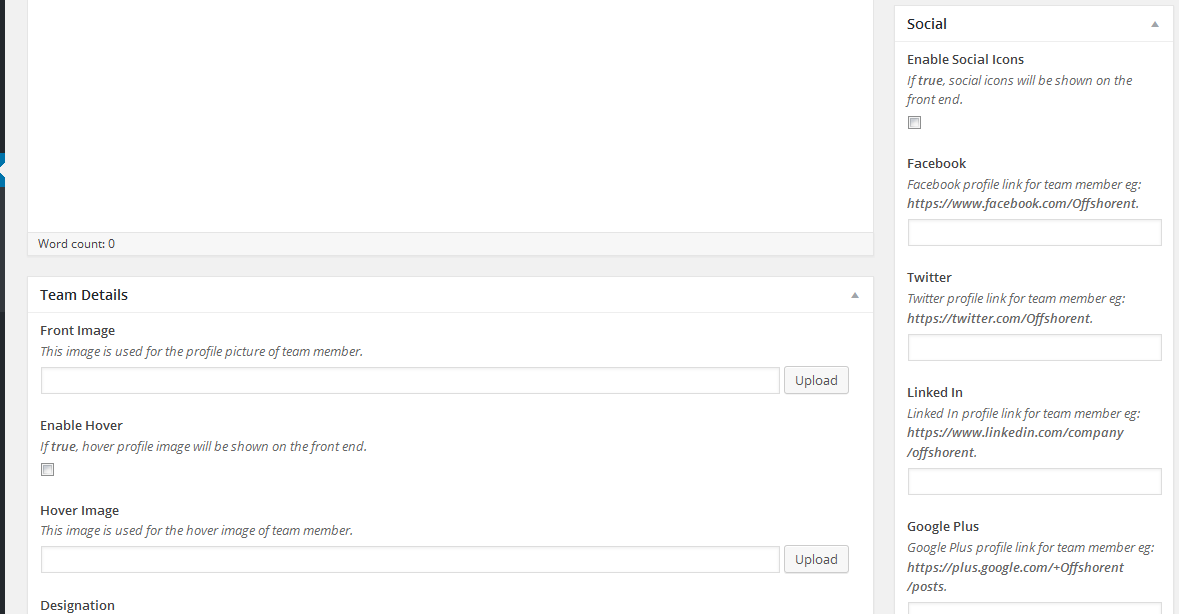 Word count: 0
Team Details
Front Image
This image is used for the profile picture of team member.
Upload
Enable Hover
If true, hover profile image will be shown on the front end.
Hover Image
This image is used for the hover image of team member.
Upload
Designation
Social
Enable Social Icons
If true, social icons will be shown on the
front end.
Facebook
Facebook profile link for team member eg:
https://www.facebook.com/Offshorent.
Twitter
Twitter profile link for team member eg:
https://twitter.com/Offshorent.
Linked In
Linked In profile link for team member eg:
https://www.linkedin.com/company
/offshorent.
Google Plus
Google Plus profile link for team member eg:
https://plus.google.com/+Offshorent
/posts.